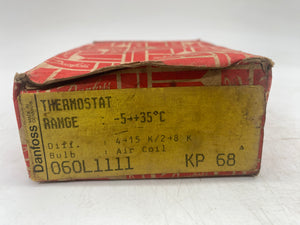 Danfoss
THERMOSTAT
RANGE : -5→+35°C
Diff. : 4→15 K/2→8 K
Bulb : Air Coil
060L1111 KP 68